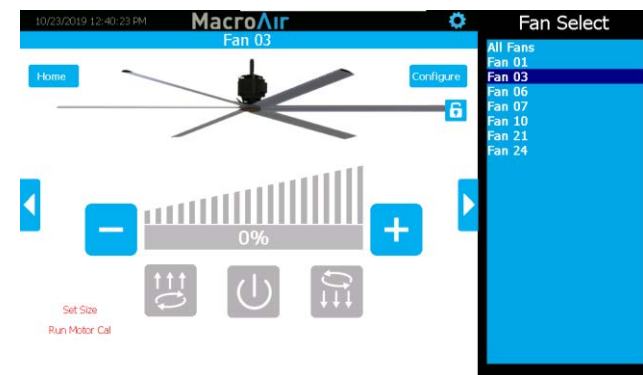 10/23/2019 12:40:23 PM
MacroAir
Fan 03
Home
Configure
0%
Set Size
Run Motor Cal
Fan Select
All Fans
Fan 01
Fan 03
Fan 06
Fan 07
Fan 10
Fan 21
Fan 24